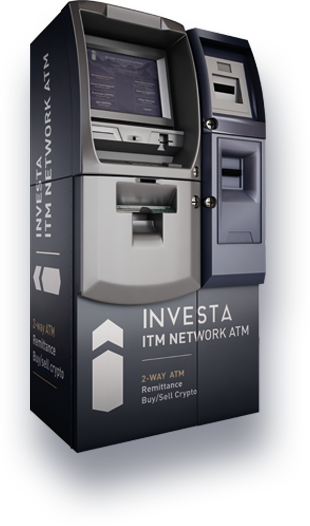 INVESTA
ITM NETWORK ATM
2-WAY ATM
Remittance
Buy/Sell Crypto
INVESTA
ITM NETWORK ATM
2-WAY ATM
Remittance
Buy/Sell Crypto